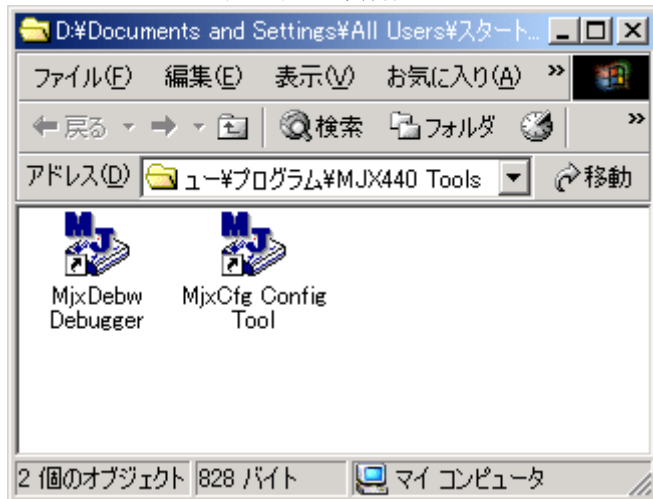 D:¥Documents and Settings¥All Users¥スタート...
ファイル(F) 編集(E) 表示(V) お気に入り(A) »
戻る 検索 フォルダ »
アドレス(D) ュー¥プログラム¥MJX440 Tools 移動
MJ MJ
MjxDebw Debugger
MjxCfg Config Tool
2 個のオブジェクト 828 バイト マイ コンピュータ